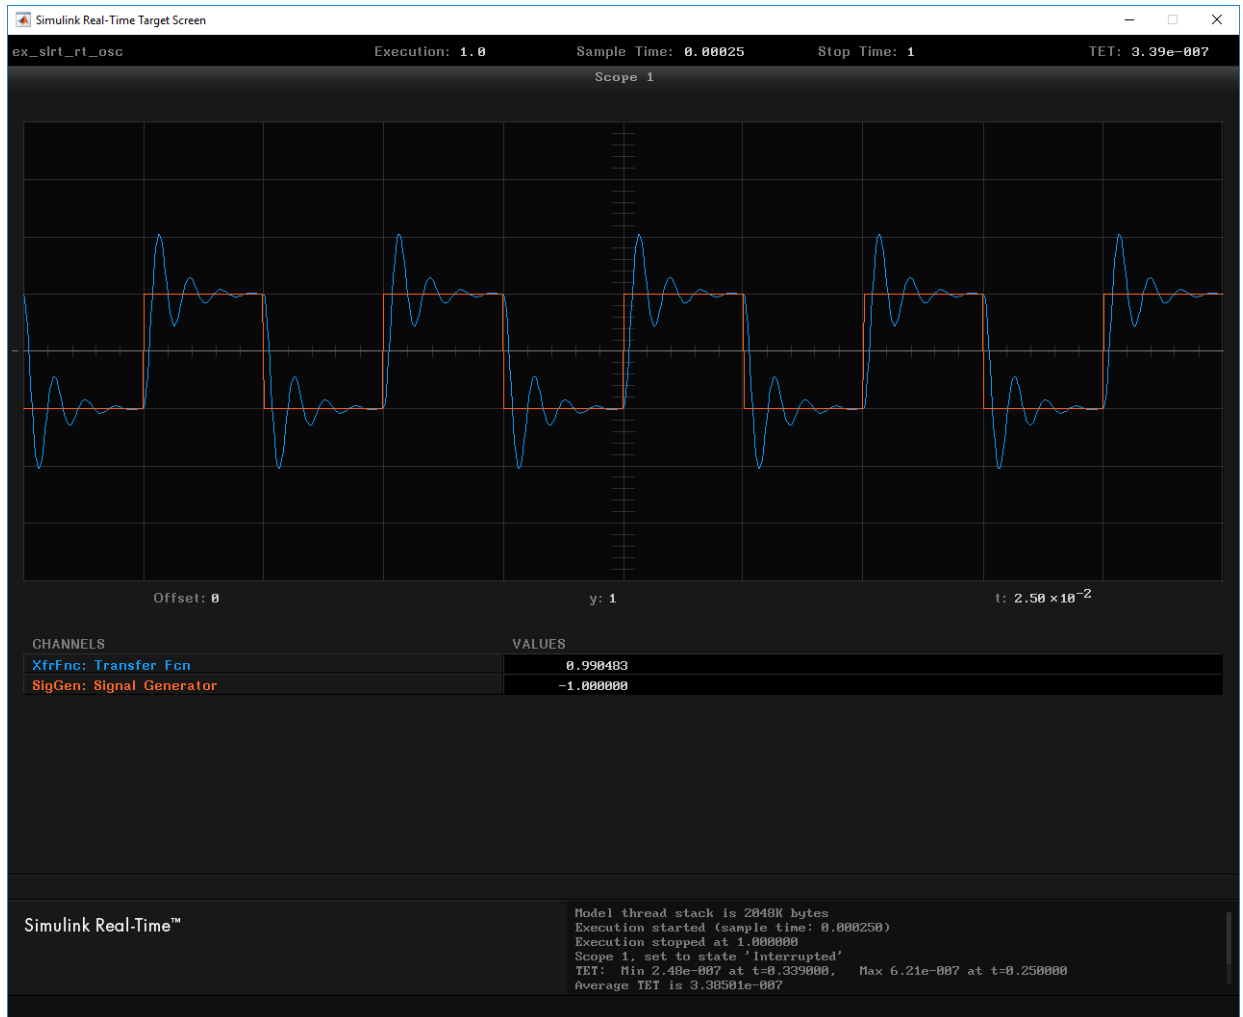 Simulink Real-Time Target Screen
ex_slrt_rt_osc Execution: 1.0 Sample Time: 0.00025 Stop Time: 1 TET: 3.39e-007
Scope 1
Offset: 0 y: 1 t: 2.50 ×10⁻²
CHANNELS VALUES
XfrFnc: Transfer Fcn 0.990483
SigGen: Signal Generator -1.000000
Simulink Real-Time™
Model thread stack is 2048K bytes
Execution started (sample time: 0.000250)
Execution stopped at 1.000000
Scope 1, set to state 'Interrupted'
TET: Min 2.48e-007 at t=0.339000, Max 6.21e-007 at t=0.250000
Average TET is 3.38501e-007